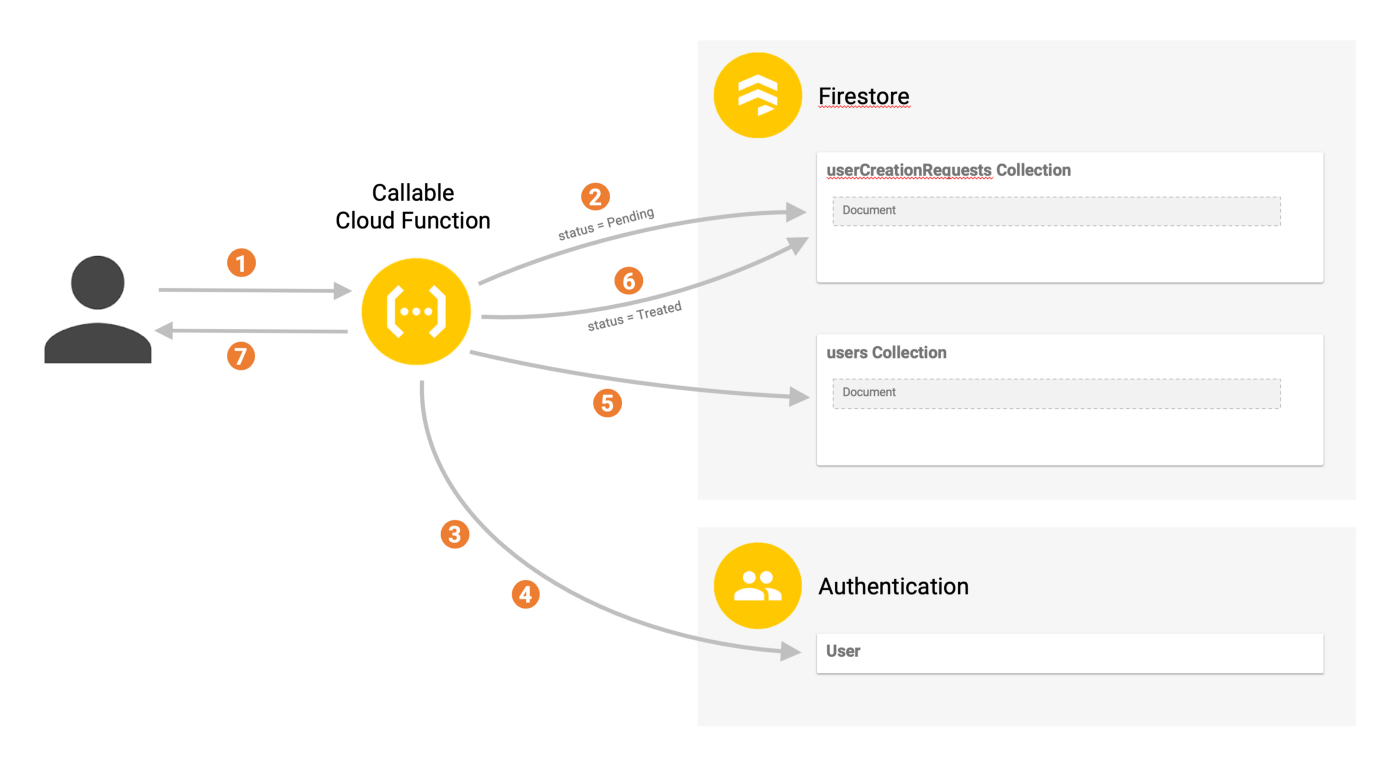 Firestore
userCreationRequests Collection
Document
Callable
Cloud Function
2
status = Pending
1
6
status = Treated
7
users Collection
Document
5
3
4
Authentication
User